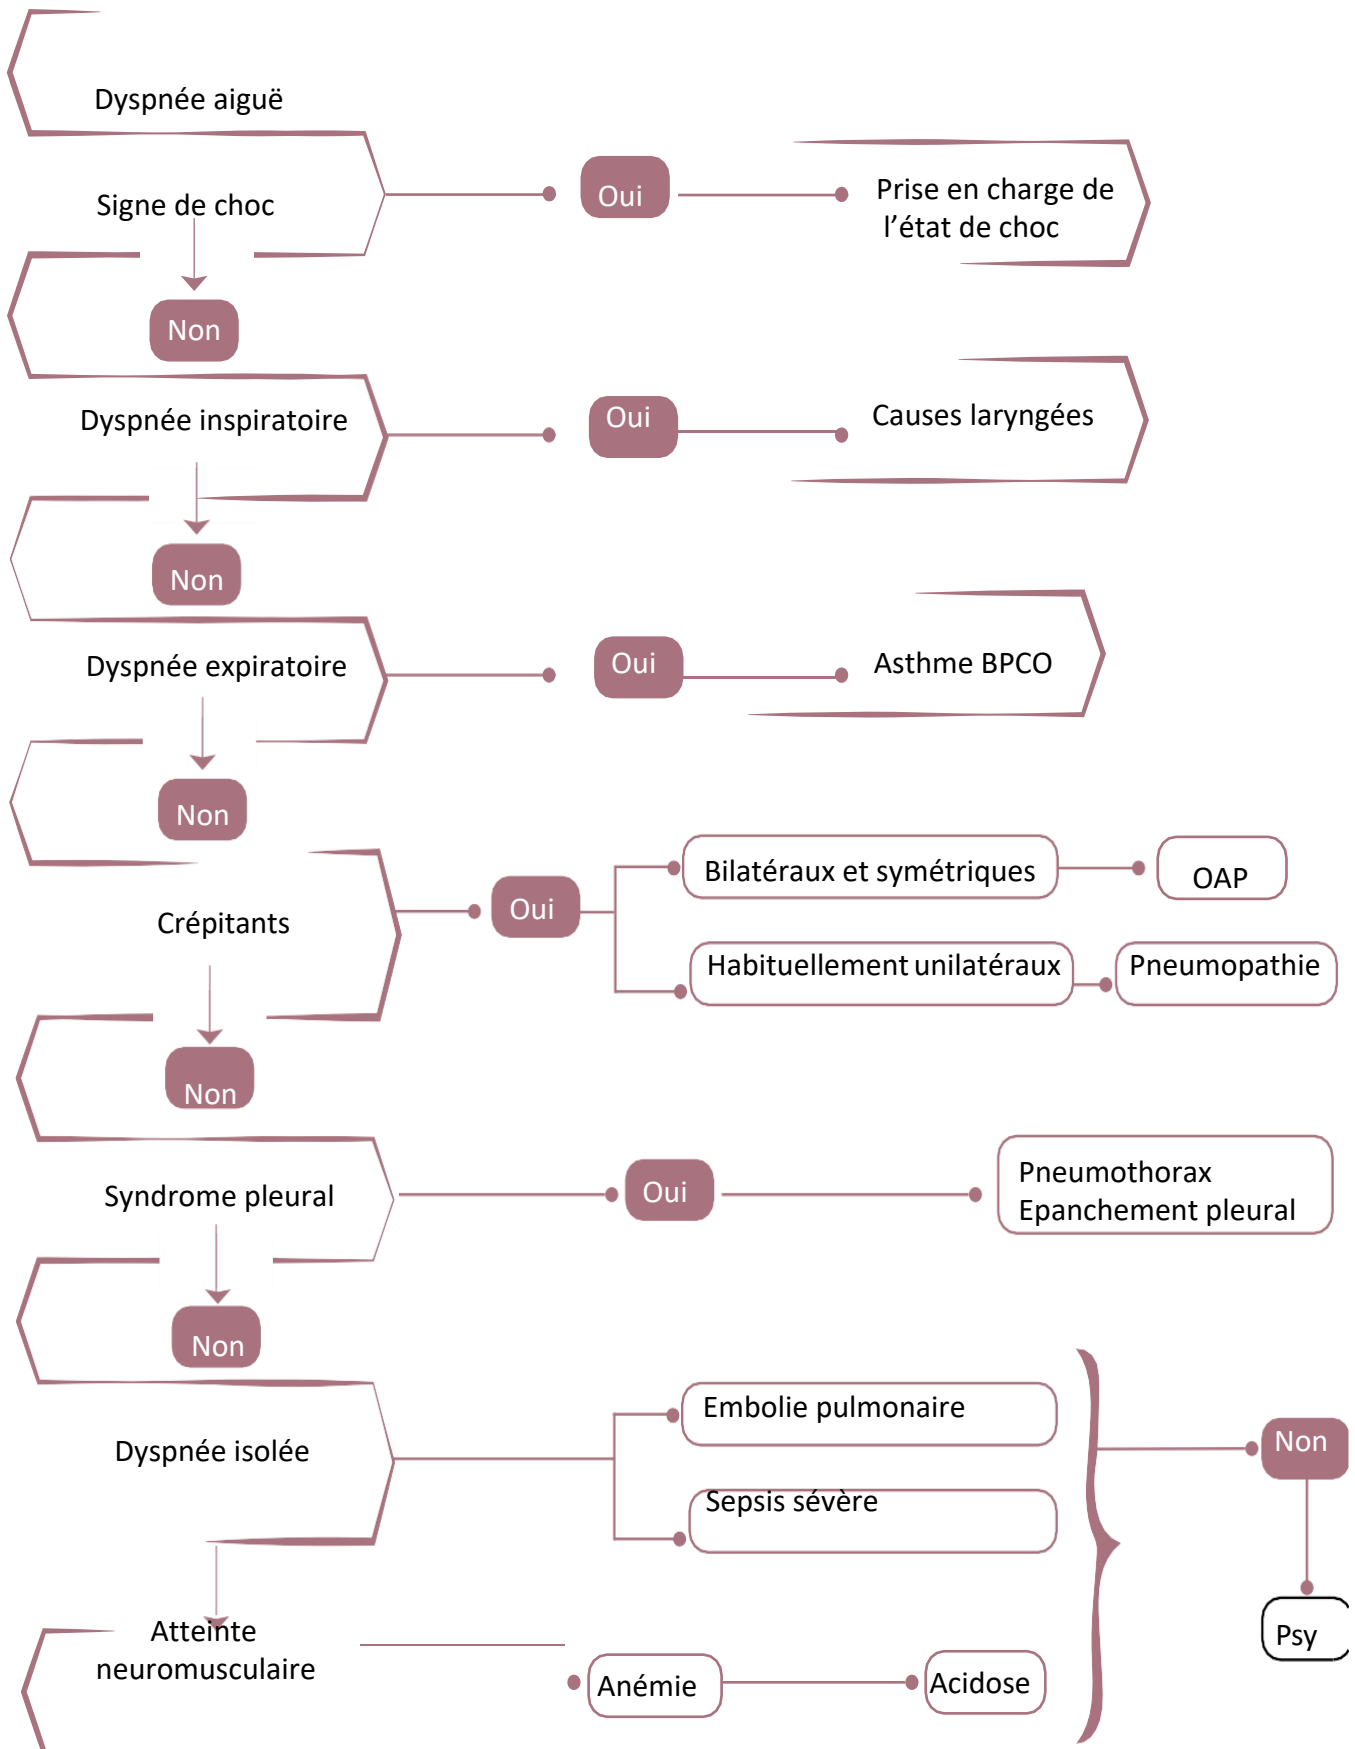 Dyspnée aiguë
Signe de choc
Oui
Prise en charge de
l'état de choc
Non
Dyspnée inspiratoire
Oui
Causes laryngées
Non
Dyspnée expiratoire
Oui
Asthme BPCO
Non
Crépitants
Oui
Bilatéraux et symétriques
OAP
Habituellement unilatéraux
Pneumopathie
Non
Syndrome pleural
Oui
Pneumothorax
Epanchement pleural
Non
Dyspnée isolée
Embolie pulmonaire
Sepsis sévère
Non
Psy
Atteinte
neuromusculaire
Anémie
Acidose